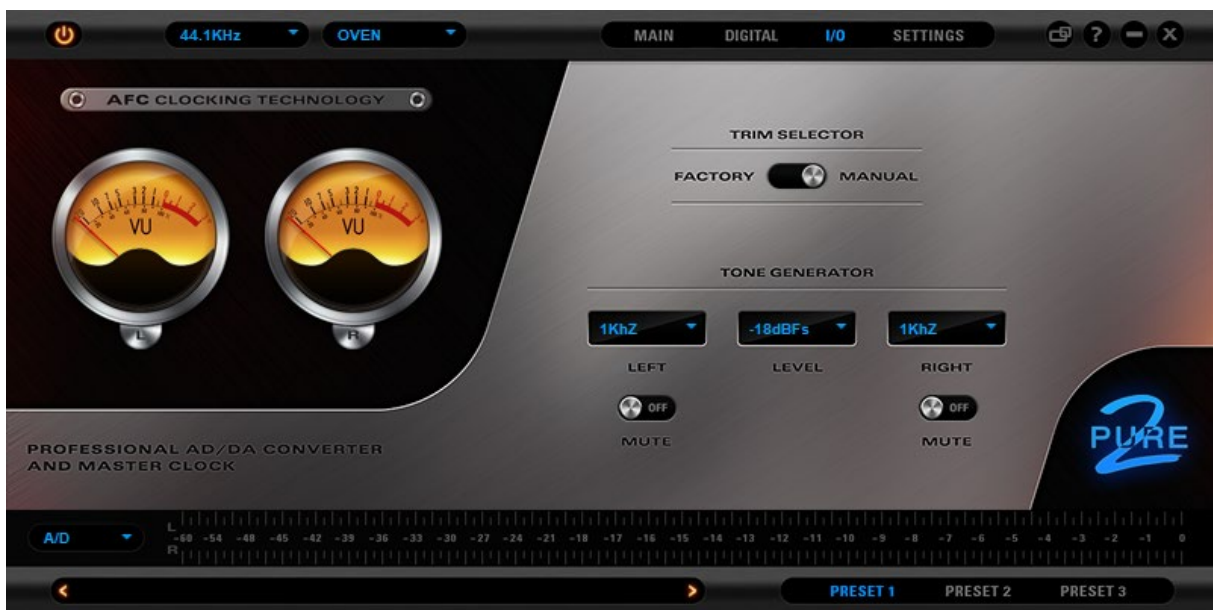 44.1KHz OVEN MAIN DIGITAL I/O SETTINGS ?
AFC CLOCKING TECHNOLOGY
VU VU
L R
TRIM SELECTOR
FACTORY MANUAL
TONE GENERATOR
1KhZ -18dBFs 1KhZ
LEFT LEVEL RIGHT
OFF OFF
MUTE MUTE
PROFESSIONAL AD/DA CONVERTER
AND MASTER CLOCK
PURE 2
A/D
L
-60 -54 -48 -45 -42 -39 -36 -33 -30 -27 -24 -21 -18 -17 -16 -15 -14 -13 -12 -11 -10 -9 -8 -7 -6 -5 -4 -3 -2 -1 0
R
PRESET 1 PRESET 2 PRESET 3